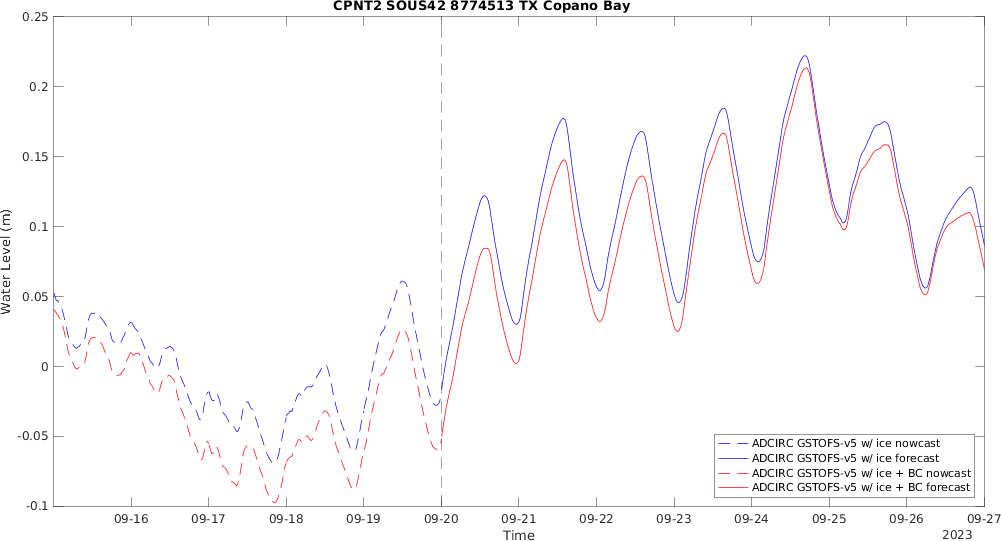 CPNT2 SOUS42 8774513 TX Copano Bay
0.25
0.2
0.15
0.1
0.05
0
-0.05
-0.1
Water Level (m)
09-16 09-17 09-18 09-19 09-20 09-21 09-22 09-23 09-24 09-25 09-26 09-27
Time
2023
ADCIRC GSTOFS-v5 w/ ice nowcast
ADCIRC GSTOFS-v5 w/ ice forecast
ADCIRC GSTOFS-v5 w/ ice + BC nowcast
ADCIRC GSTOFS-v5 w/ ice + BC forecast